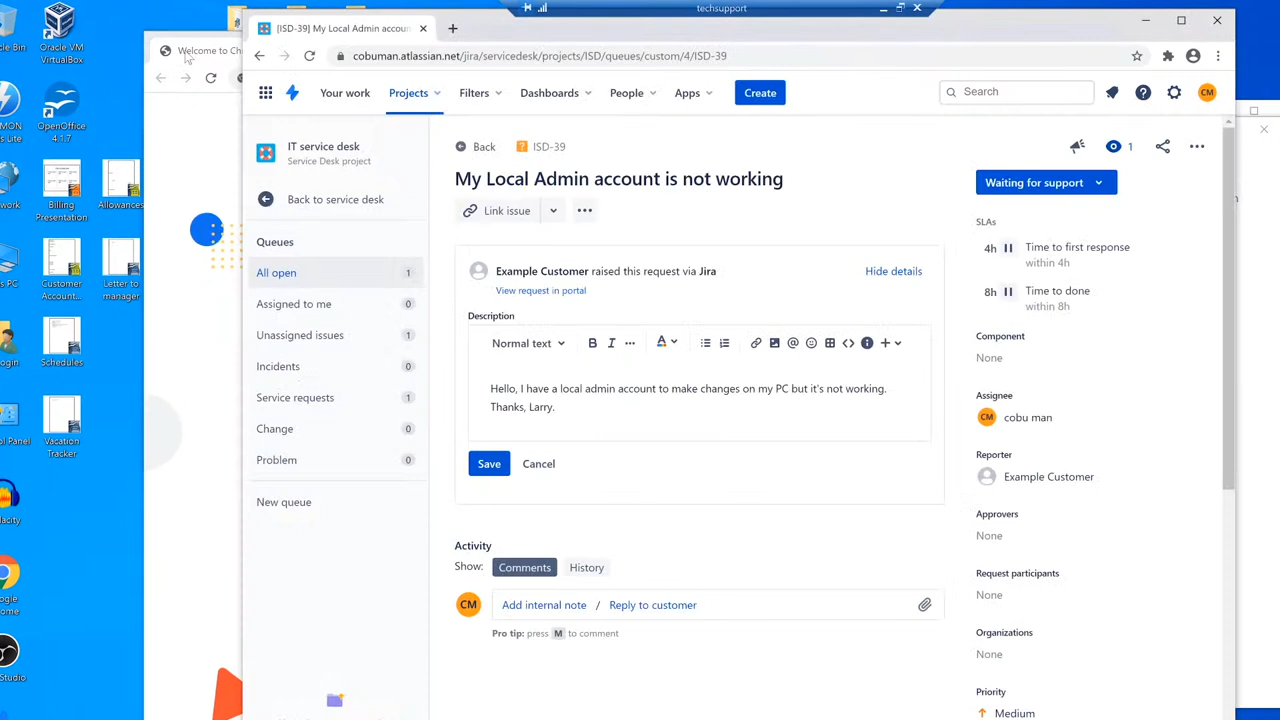 techsupport
[ISD-39] My Local Admin accoun
Welcome to Ch
cobuman.atlassian.net/jira/servicedesk/projects/ISD/queues/custom/4/ISD-39
Your work
Projects
Filters
Dashboards
People
Apps
Create
Search
CM
IT service desk
Service Desk project
Back to service desk
Queues
All open 1
Assigned to me 0
Unassigned issues 1
Incidents 0
Service requests 1
Change 0
Problem 0
New queue
Back
ISD-39
1
My Local Admin account is not working
Link issue
Example Customer raised this request via Jira
Hide details
View request in portal
Description
Normal text
B I A
Hello, I have a local admin account to make changes on my PC but it's not working.
Thanks, Larry.
Save
Cancel
Activity
Show:
Comments
History
CM
Add internal note / Reply to customer
Pro tip: press M to comment
Waiting for support
SLAs
4h Time to first response
within 4h
8h Time to done
within 8h
Component
None
Assignee
CM cobu man
Reporter
Example Customer
Approvers
None
Request participants
None
Organizations
None
Priority
Medium
Oracle VM
VirtualBox
OpenOffice
4.1.7
Billing
Presentation
Allowances
Customer
Accoun...
Letter to
manager
Schedules
Vacation
Tracker
Studio